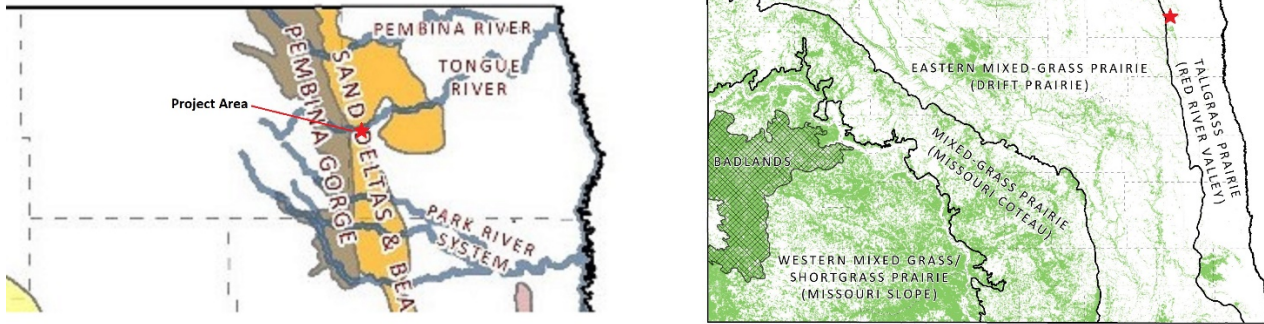 PEMBINA RIVER
TONGUE
RIVER
Project Area
PEMBINA GORGE
SAND DELTAS & BEA
PARK RIVER
SYSTEM
EASTERN MIXED-GRASS PRAIRIE
(DRIFT PRAIRIE)
TALLGRASS PRAIRIE
(RED RIVER VALLEY)
MIXED-GRASS PRAIRIE
(MISSOURI COTEAU)
BADLANDS
WESTERN MIXED GRASS/
SHORTGRASS PRAIRIE
(MISSOURI SLOPE)